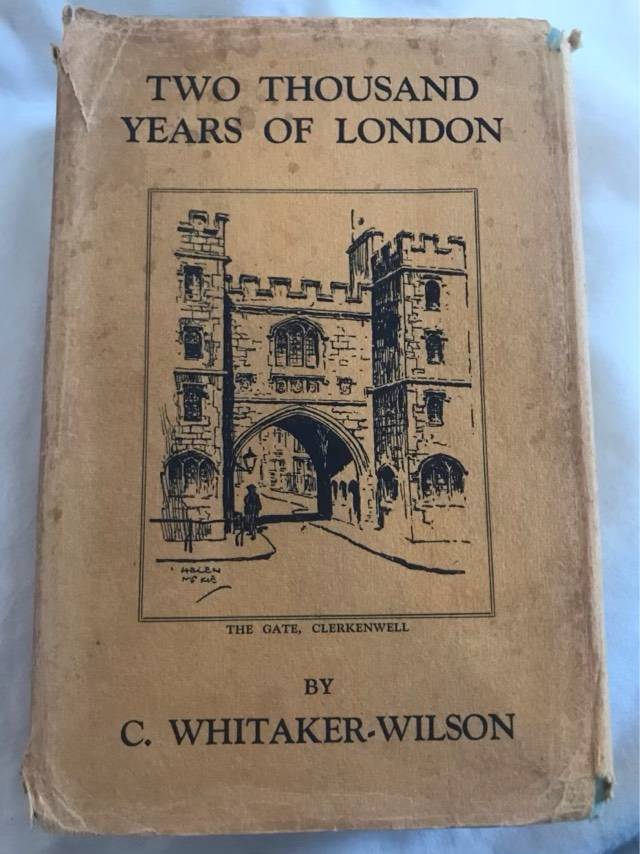 TWO THOUSAND
YEARS OF LONDON
HELEN
McKIE
THE GATE, CLERKENWELL
BY
C. WHITAKER-WILSON